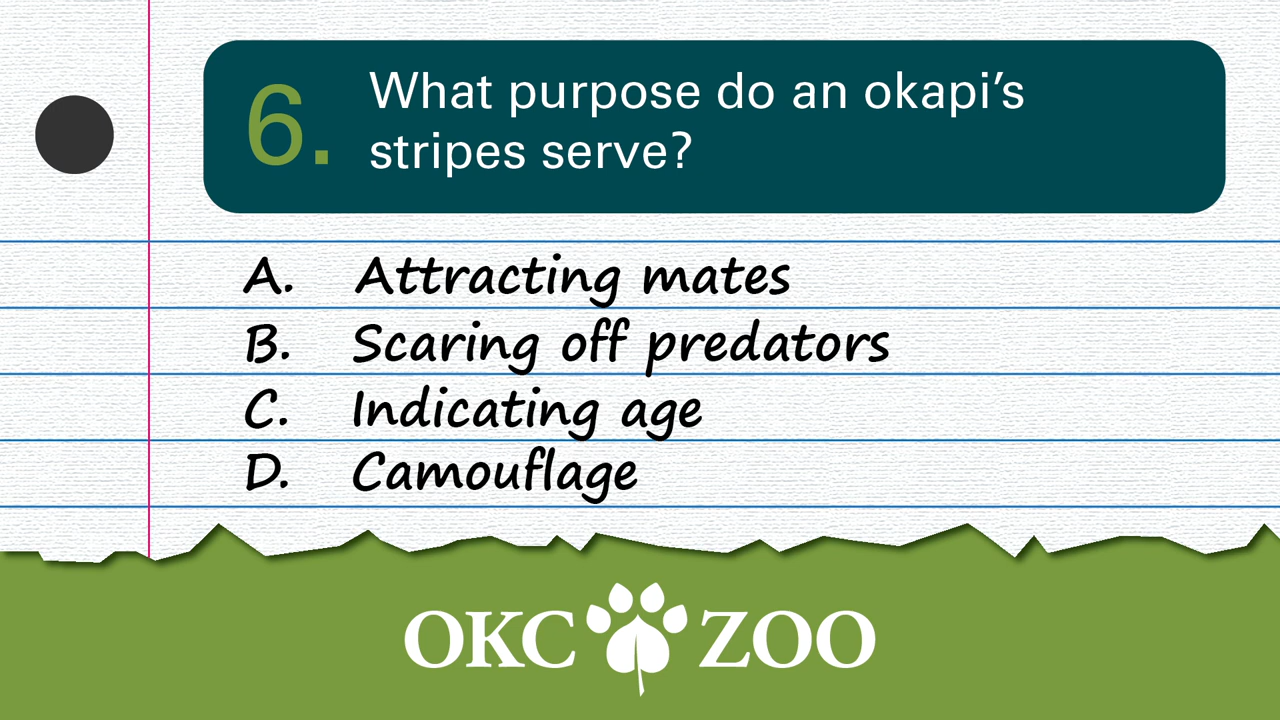 6. What purpose do an okapi’s
stripes serve?
A. Attracting mates
B. Scaring off predators
C. Indicating age
D. Camouflage
OKC ZOO